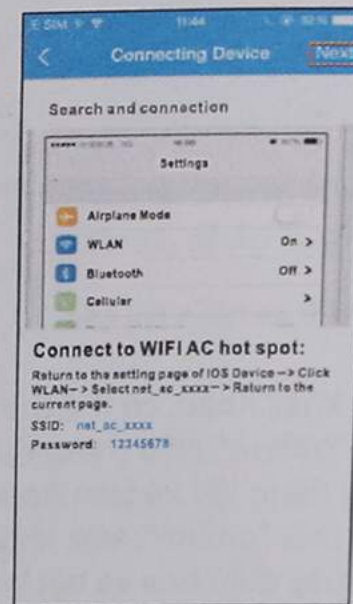 11:44
Connecting Device
Next
Search and connection
Settings
Airplane Mode
WLAN On >
Bluetooth Off >
Cellular >
Connect to WIFI AC hot spot:
Return to the setting page of IOS Device—> Click
WLAN—> Select net_ac_xxxx—> Return to the
current page.
SSID: net_ac_xxxx
Password: 12345678